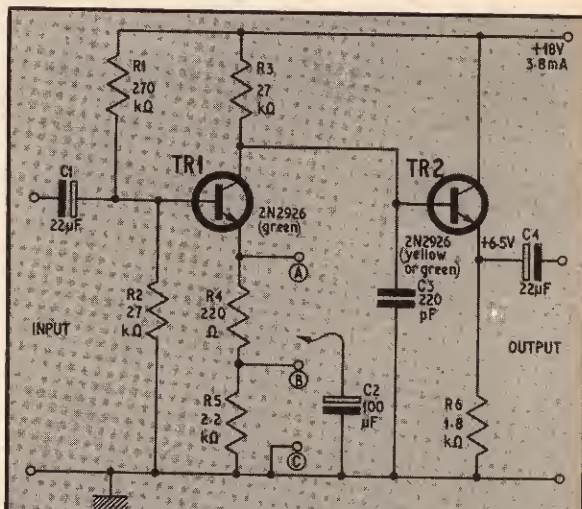 +18V
3·8mA
R1
270
kΩ
R3
27
kΩ
TR1
TR2
C1
22µF
2N2926
(green)
2N2926
(yellow
or green)
+6·5V
C4
22µF
A
R2
27
kΩ
R4
220
Ω
C3
220
pF
INPUT
OUTPUT
B
R5
2·2
kΩ
C2
100
µF
R6
1·8
kΩ
C